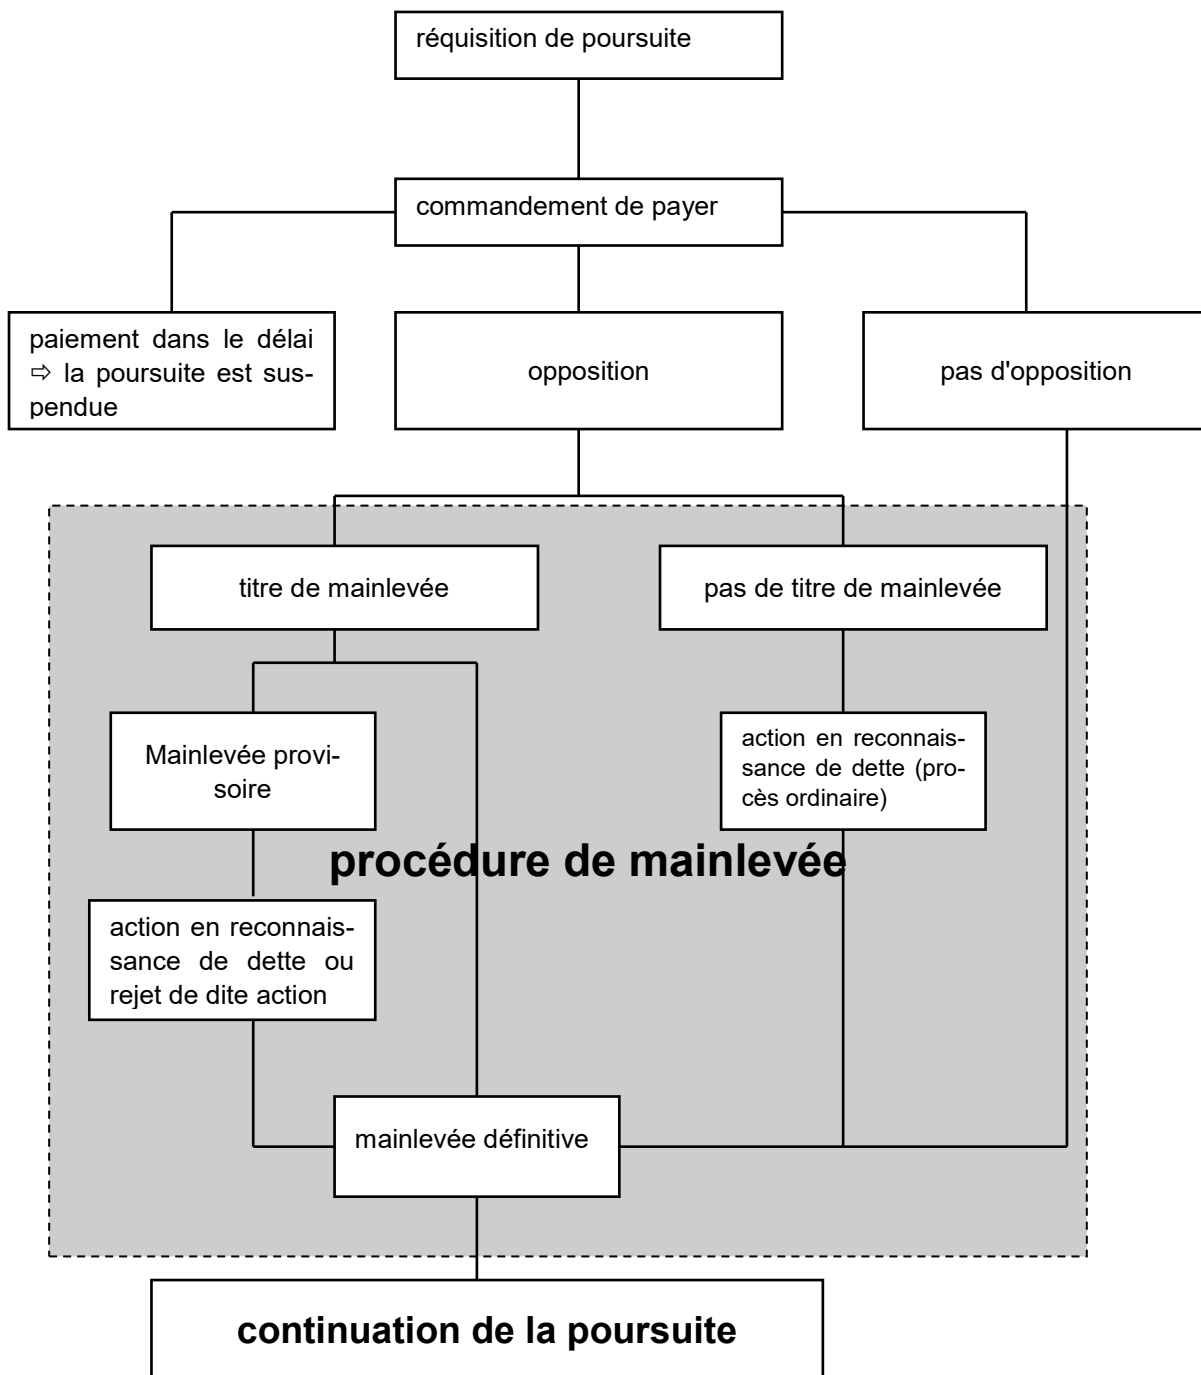 réquisition de poursuite
commandement de payer
paiement dans le délai
⇨ la poursuite est sus-
pendue
opposition
pas d'opposition
titre de mainlevée
pas de titre de mainlevée
Mainlevée provi-
soire
action en reconnais-
sance de dette (pro-
cès ordinaire)
procédure de mainlevée
action en reconnais-
sance de dette ou
rejet de dite action
mainlevée définitive
continuation de la poursuite